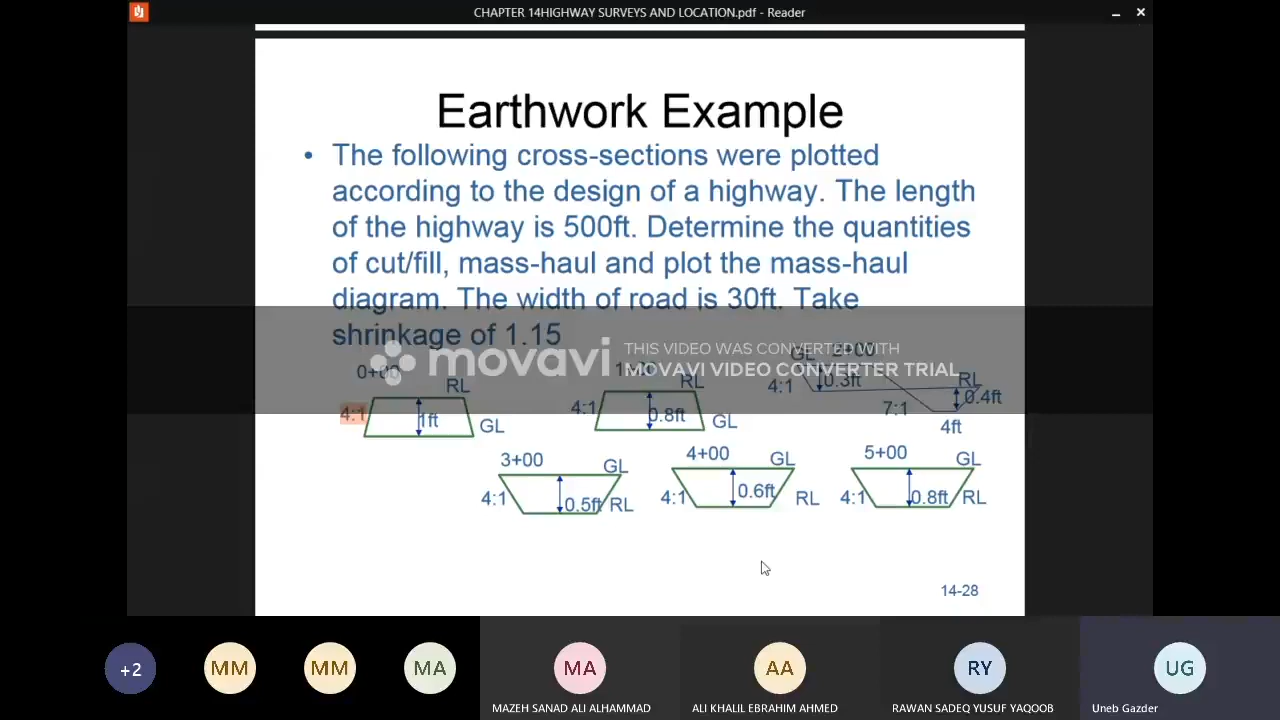 CHAPTER 14HIGHWAY SURVEYS AND LOCATION.pdf - Reader
Earthwork Example
• The following cross-sections were plotted
according to the design of a highway. The length
of the highway is 500ft. Determine the quantities
of cut/fill, mass-haul and plot the mass-haul
diagram. The width of road is 30ft. Take
shrinkage of 1.15
movavi
THIS VIDEO WAS CONVERTED WITH
MOVAVI VIDEO CONVERTER TRIAL
0+00
RL
4:1
1ft
GL
RL
4:1
0.8ft
GL
GL
2+00
4:1
0.3ft
RL
0.4ft
7:1
4ft
3+00
GL
4:1
0.5ft
RL
4+00
GL
4:1
0.6ft
RL
5+00
GL
4:1
0.8ft
RL
14-28
+2
MM
MM
MA
MA
MAZEH SANAD ALI ALHAMMAD
AA
ALI KHALIL EBRAHIM AHMED
RY
RAWAN SADEQ YUSUF YAQOOB
UG
Uneb Gazder